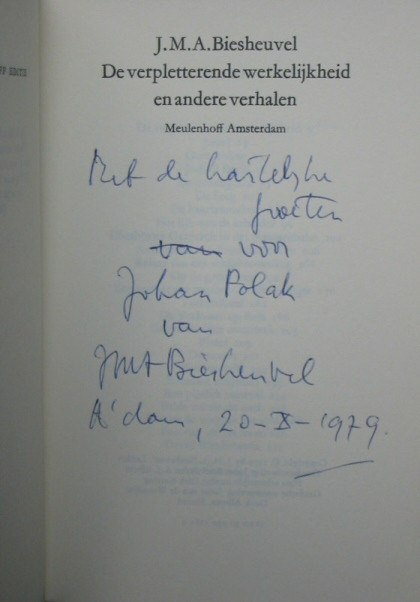 J.M.A.Biesheuvel
De verpletterende werkelijkheid
en andere verhalen
Meulenhoff Amsterdam
Met de hartelijke
groeten
van voor
Johan Polak
van
JMA Biesheuvel
A'dam, 20-X-1979.